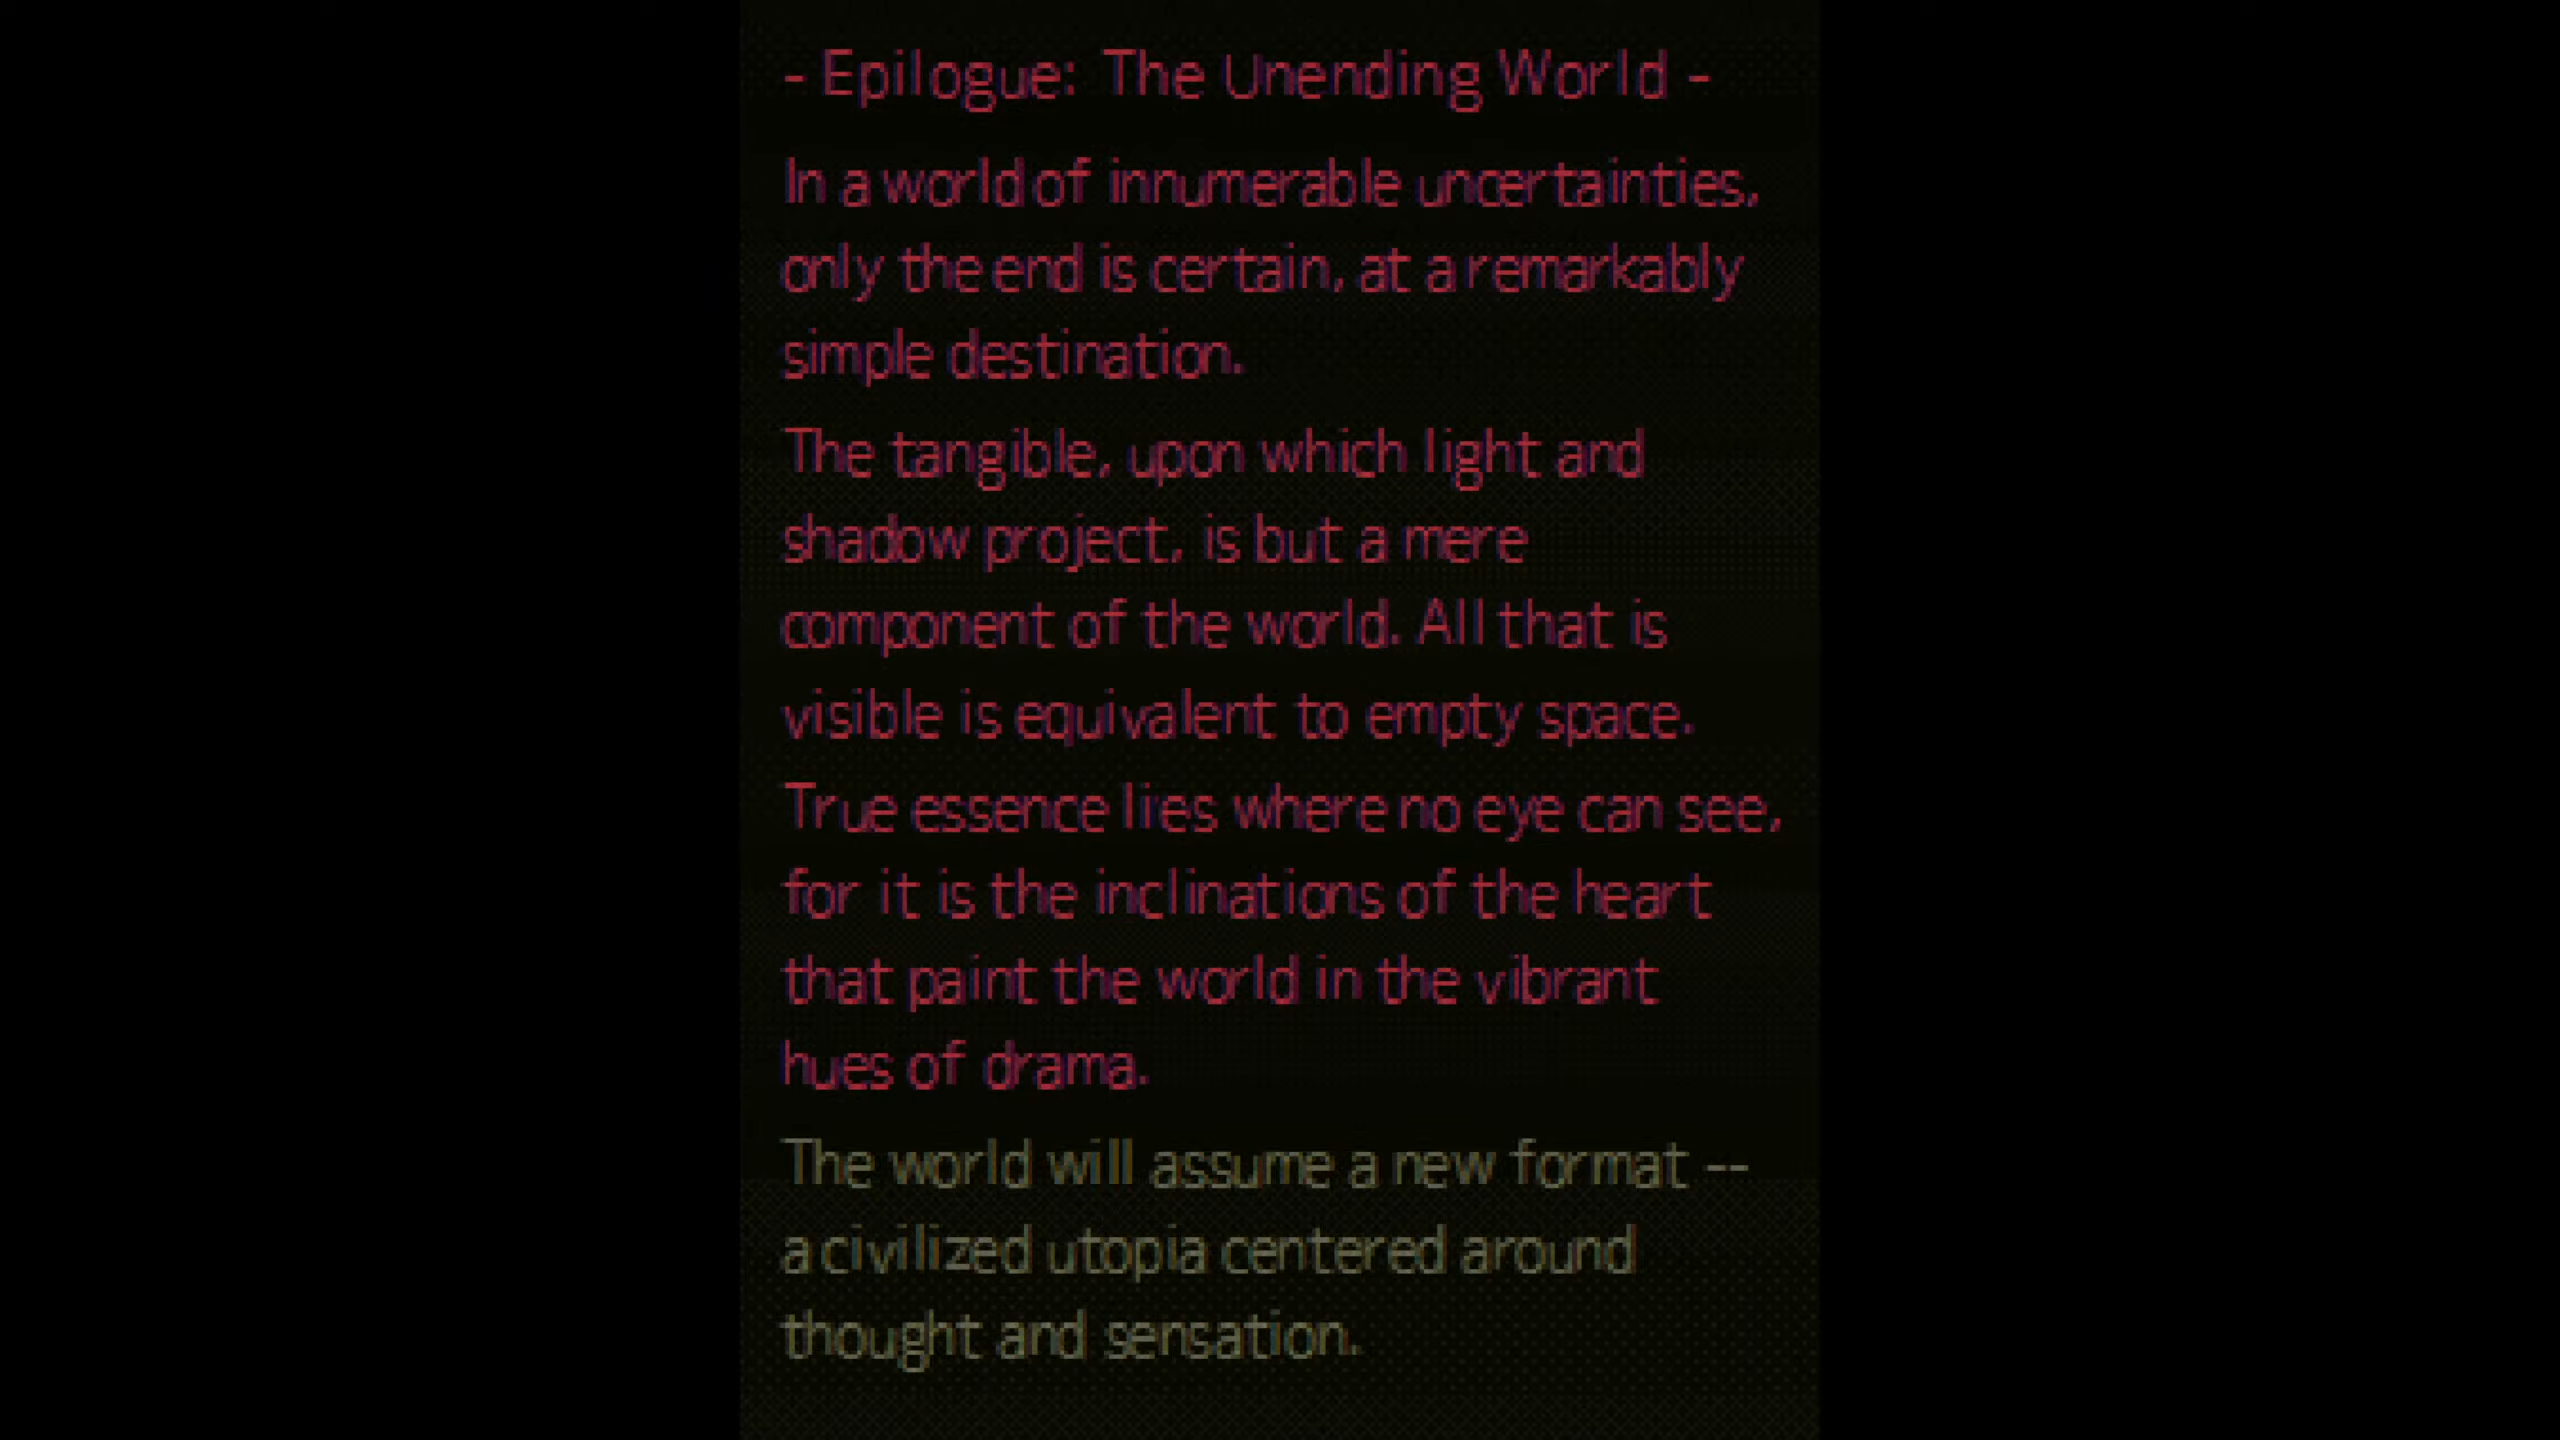 - Epilogue: The Unending World -
In a world of innumerable uncertainties,
only the end is certain, at a remarkably
simple destination.
The tangible, upon which light and
shadow project, is but a mere
component of the world. All that is
visible is equivalent to empty space.
True essence lies where no eye can see,
for it is the inclinations of the heart
that paint the world in the vibrant
hues of drama.
The world will assume a new format --
a civilized utopia centered around
thought and sensation.